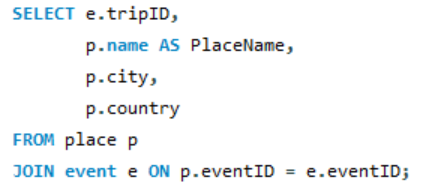 SELECT e.tripID,
       p.name AS PlaceName,
       p.city,
       p.country
FROM place p
JOIN event e ON p.eventID = e.eventID;